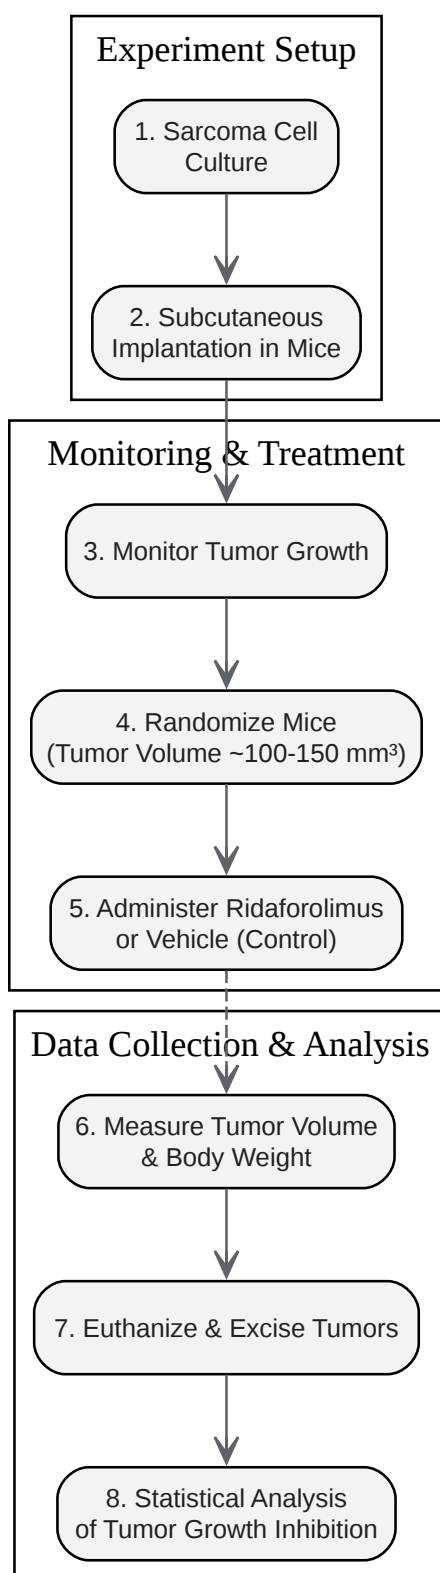 Experiment Setup
1. Sarcoma Cell
Culture
2. Subcutaneous
Implantation in Mice
Monitoring & Treatment
3. Monitor Tumor Growth
4. Randomize Mice
(Tumor Volume ~100-150 mm³)
5. Administer Ridaforolimus
or Vehicle (Control)
Data Collection & Analysis
6. Measure Tumor Volume
& Body Weight
7. Euthanize & Excise Tumors
8. Statistical Analysis
of Tumor Growth Inhibition